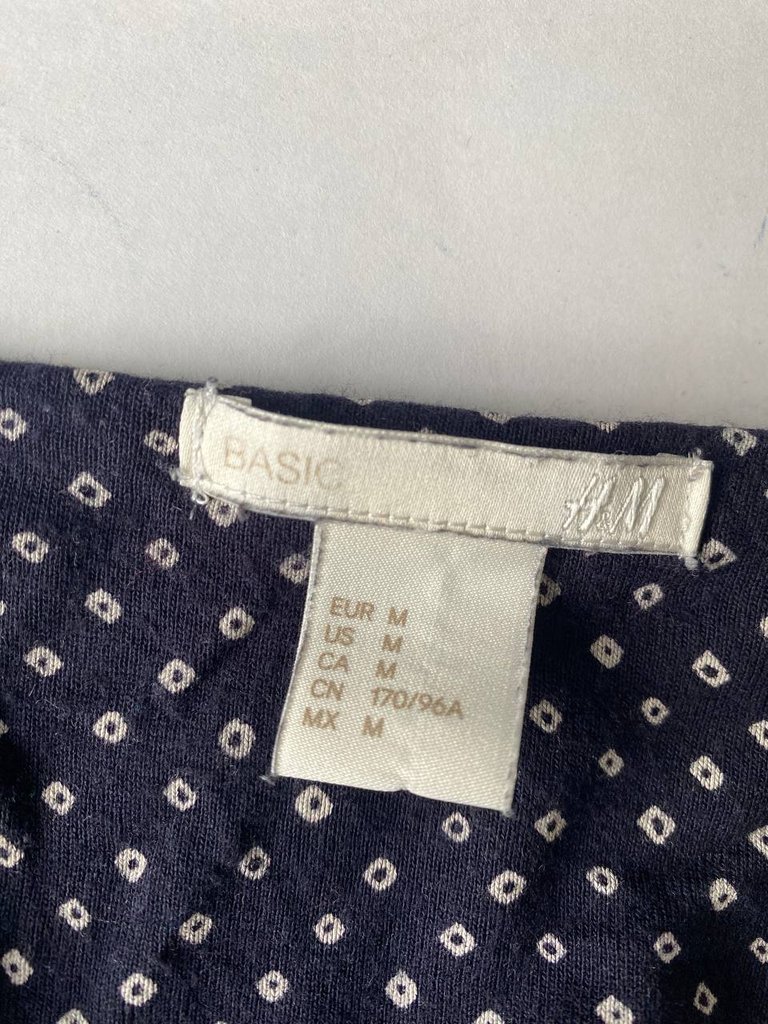 BASIC H&M
EUR M
US M
CA M
CN 170/96A
MX M